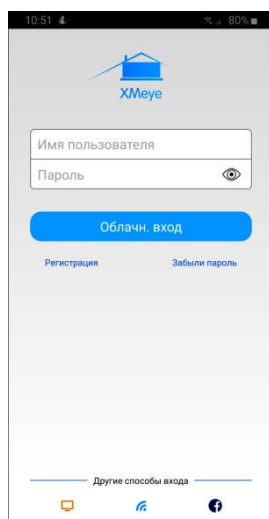 10:51 80%
XMeye
Имя пользователя
Пароль
Облачн. вход
Регистрация Забыли пароль
Другие способы входа